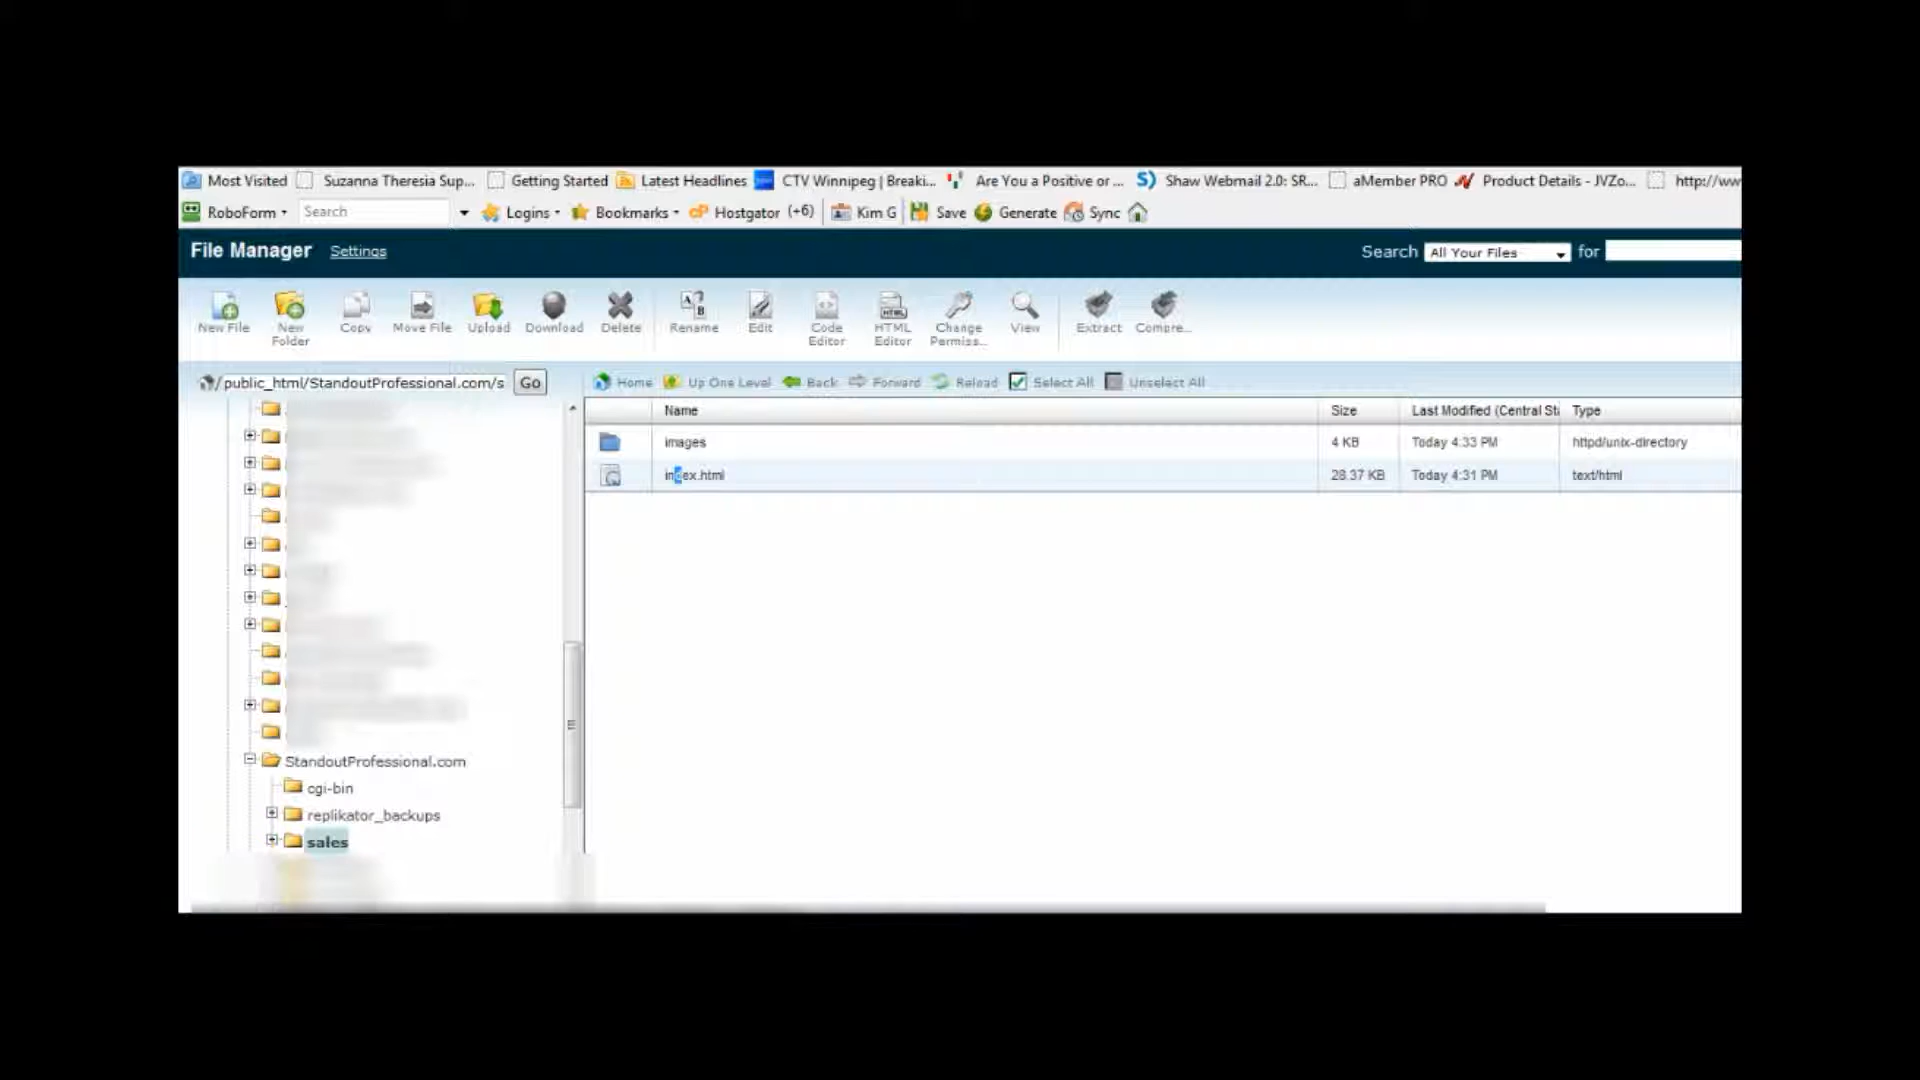 Most Visited Suzanna Theresia Sup... Getting Started Latest Headlines CTV Winnipeg | Breaki... Are You a Positive or ... Shaw Webmail 2.0: SR... aMember PRO Product Details - JVZo... http://ww
RoboForm Search Logins Bookmarks Hostgator (+6) Kim G Save Generate Sync
File Manager Settings Search All Your Files for
New File New Folder Copy Move File Upload Download Delete Rename Edit Code Editor HTML Editor Change Permiss... View Extract Compre...
/public_html/StandoutProfessional.com/s Go Home Up One Level Back Forward Reload Select All Unselect All
Name Size Last Modified (Central Sta Type
images 4 KB Today 4:33 PM httpd/unix-directory
index.html 28.37 KB Today 4:31 PM text/html
StandoutProfessional.com
cgi-bin
replikator_backups
sales